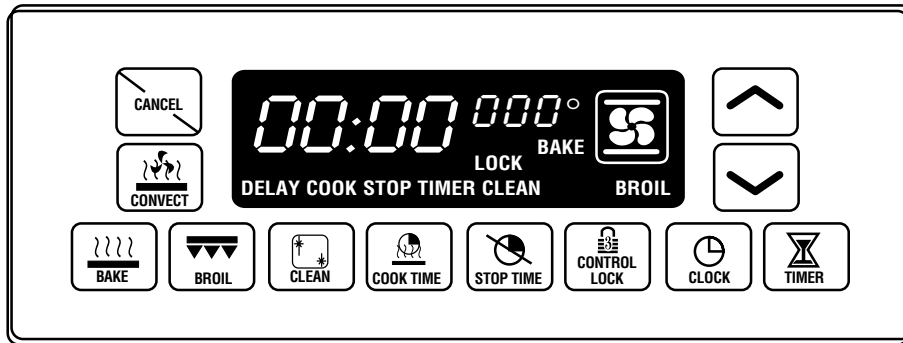 CANCEL
00:00 000°
BAKE
LOCK
DELAY COOK STOP TIMER CLEAN BROIL
CONVECT
BAKE
BROIL
CLEAN
COOK TIME
STOP TIME
3
CONTROL
LOCK
CLOCK
TIMER